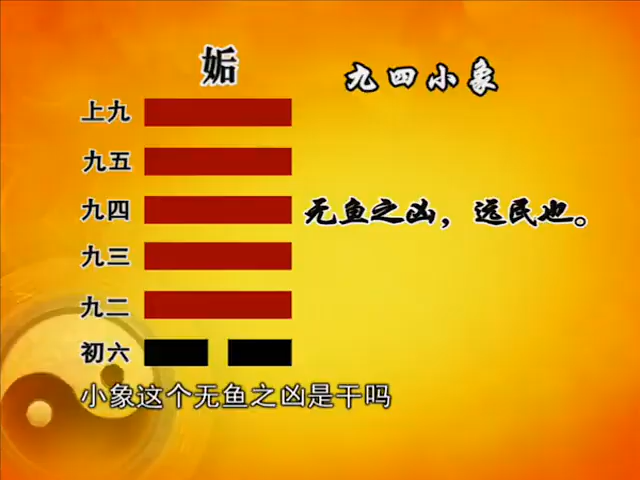 姤
九四小象
上九
九五
九四
无鱼之凶，远民也。
九三
九二
初六
小象这个无鱼之凶是干吗